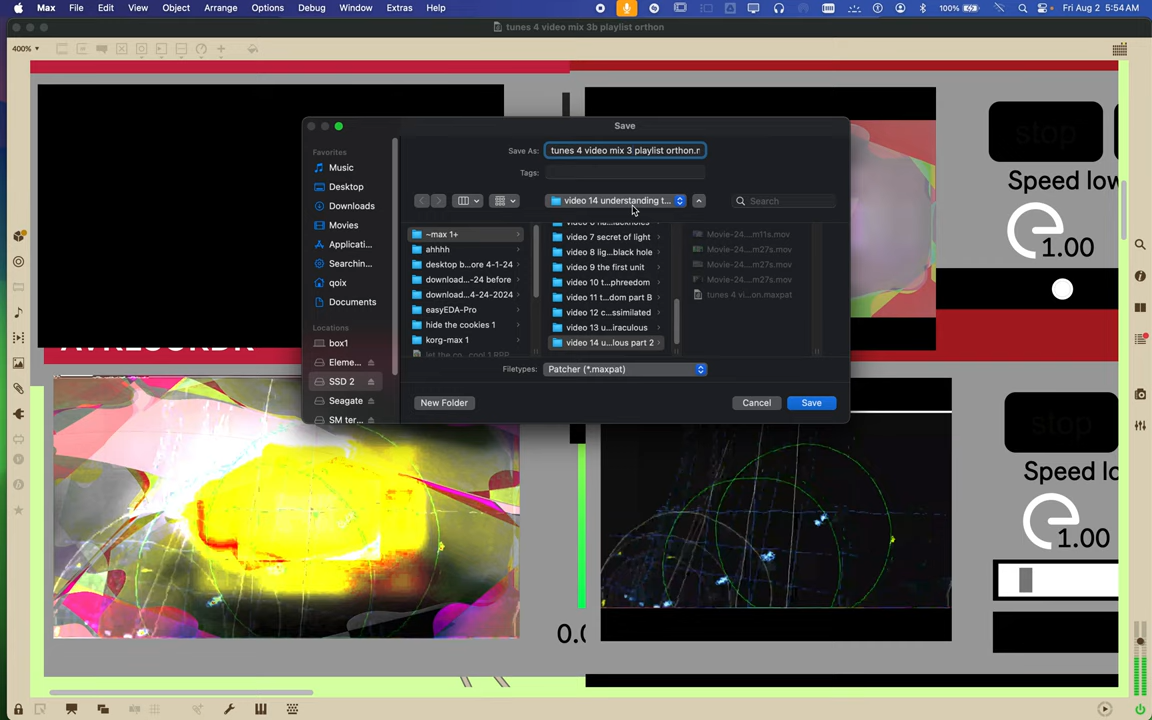 Max File Edit View Object Arrange Options Debug Window Extras Help
100% Fri Aug 2 5:54AM
tunes 4 video mix 3b playlist orthon
400%
Save
Save As: tunes 4 video mix 3 playlist orthon.r
Tags:
video 14 understanding t...
Search
Favorites
Music
Desktop
Downloads
Movies
Applicati...
Searchin...
qoix
Documents
Locations
box1
Eleme...
SSD 2
Seagate
SM ter...
~max 1+
ahhhh
desktop b...ore 4-1-24
download...-24 before
download...4-24-2024
easyEDA-Pro
hide the cookies 1
korg-max 1
video 7 secret of light
video 8 lig...black hole
video 9 the first unit
video 10 t...phreedom
video 11 t...dom part B
video 12 c...ssimilated
video 13 u...iraculous
video 14 u...lous part 2
Movie-24....m11s.mov
Movie-24....m27s.mov
Movie-24....m27s.mov
Movie-24....m27s.mov
tunes 4 vi...on.maxpat
Filetypes: Patcher (*.maxpat)
New Folder
Cancel
Save
stop
Speed low
1.00
stop
Speed lo
1.00